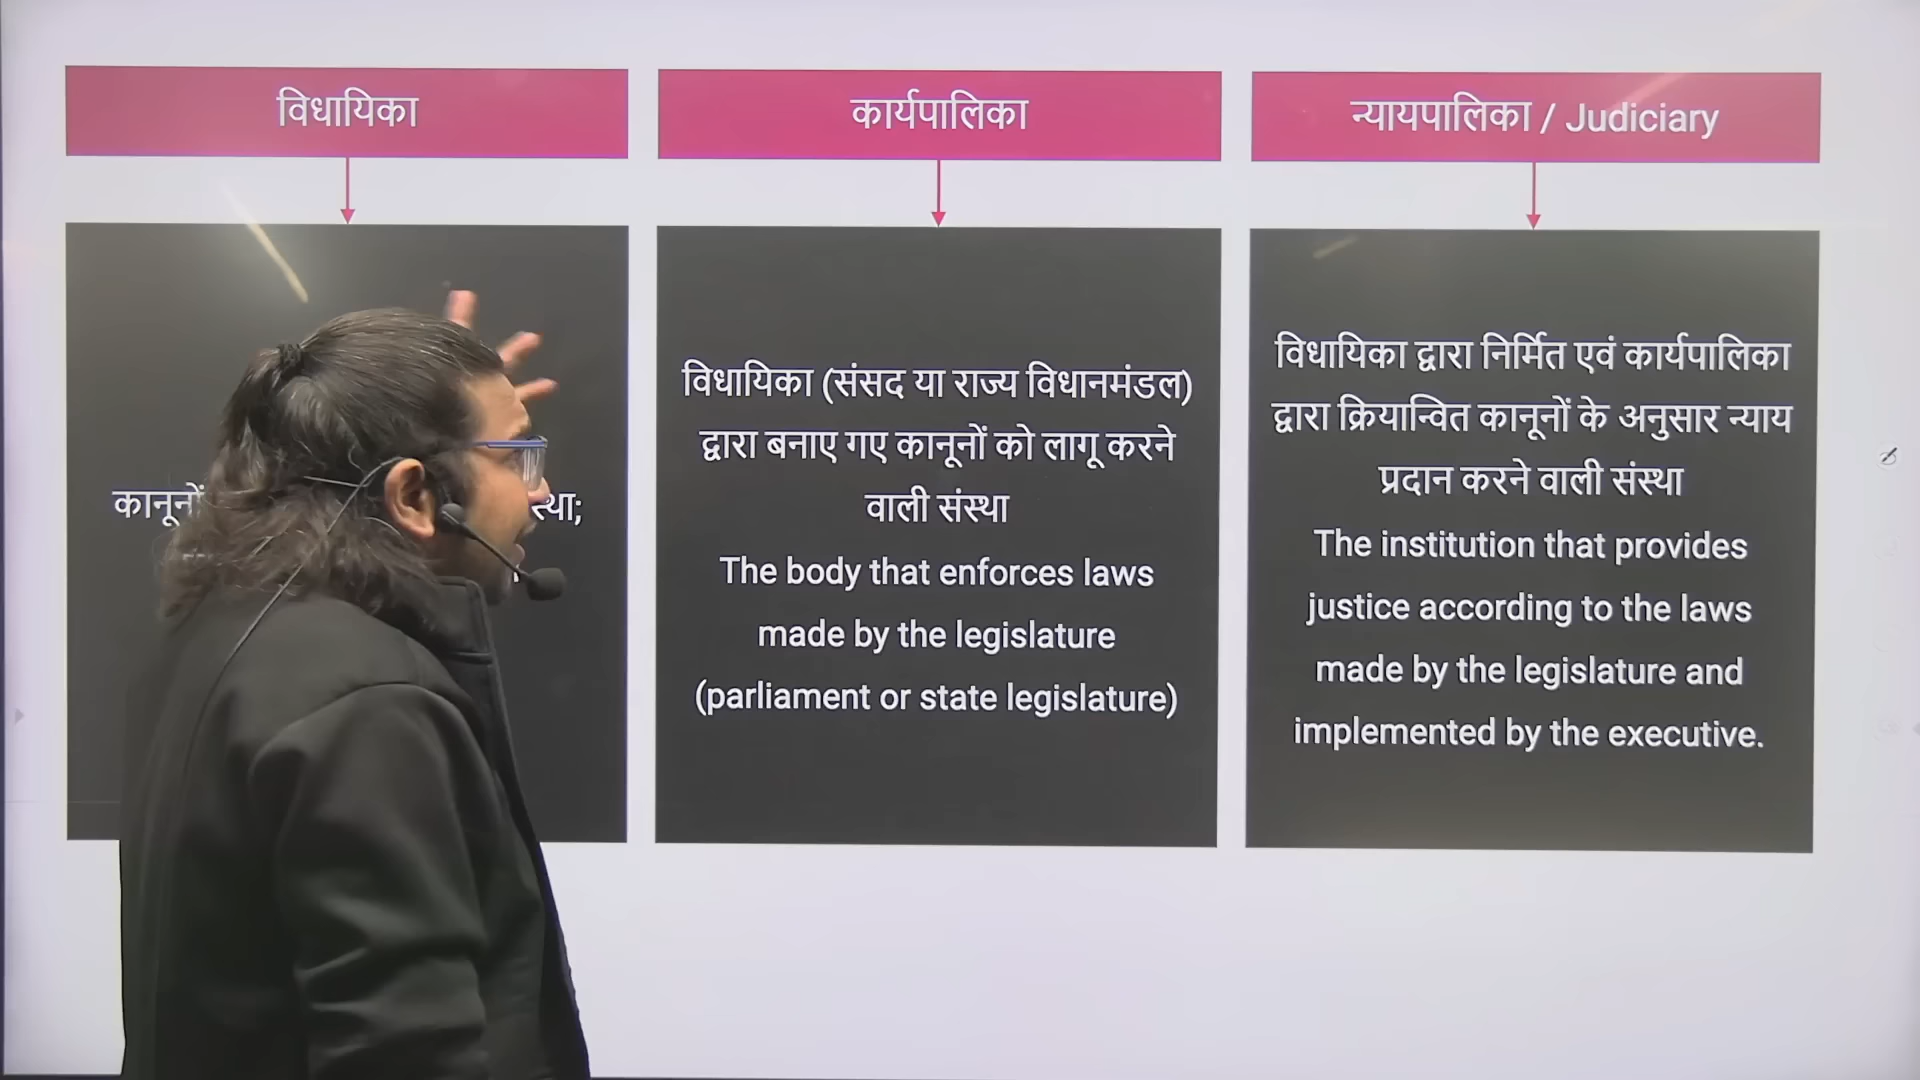 विधायिका
कानूनों
कार्यपालिका
विधायिका (संसद या राज्य विधानमंडल)
द्वारा बनाए गए कानूनों को लागू करने
वाली संस्था
The body that enforces laws
made by the legislature
(parliament or state legislature)
न्यायपालिका / Judiciary
विधायिका द्वारा निर्मित एवं कार्यपालिका
द्वारा क्रियान्वित कानूनों के अनुसार न्याय
प्रदान करने वाली संस्था
The institution that provides
justice according to the laws
made by the legislature and
implemented by the executive.